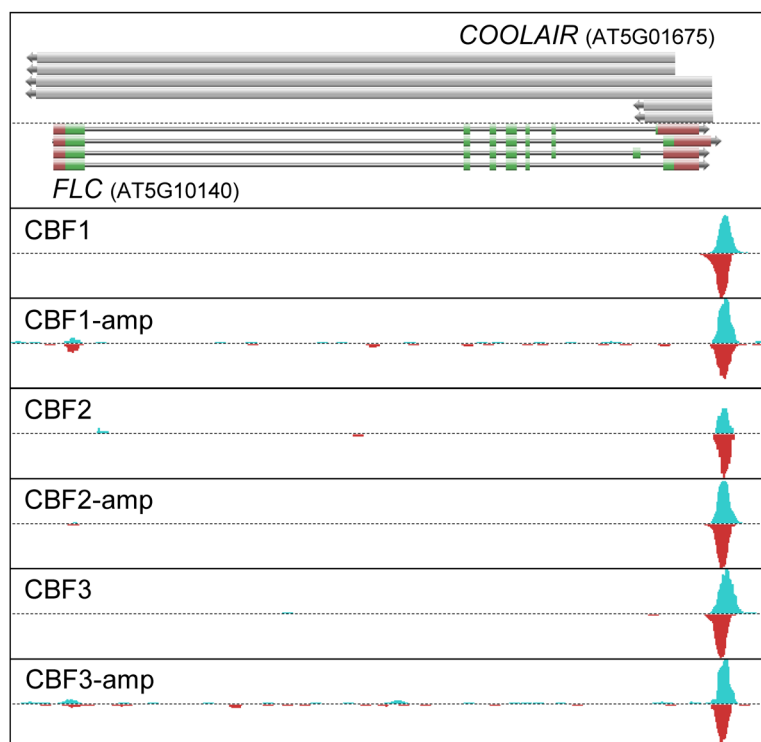 COOLAIR (AT5G01675)
FLC (AT5G10140)
CBF1
CBF1-amp
CBF2
CBF2-amp
CBF3
CBF3-amp